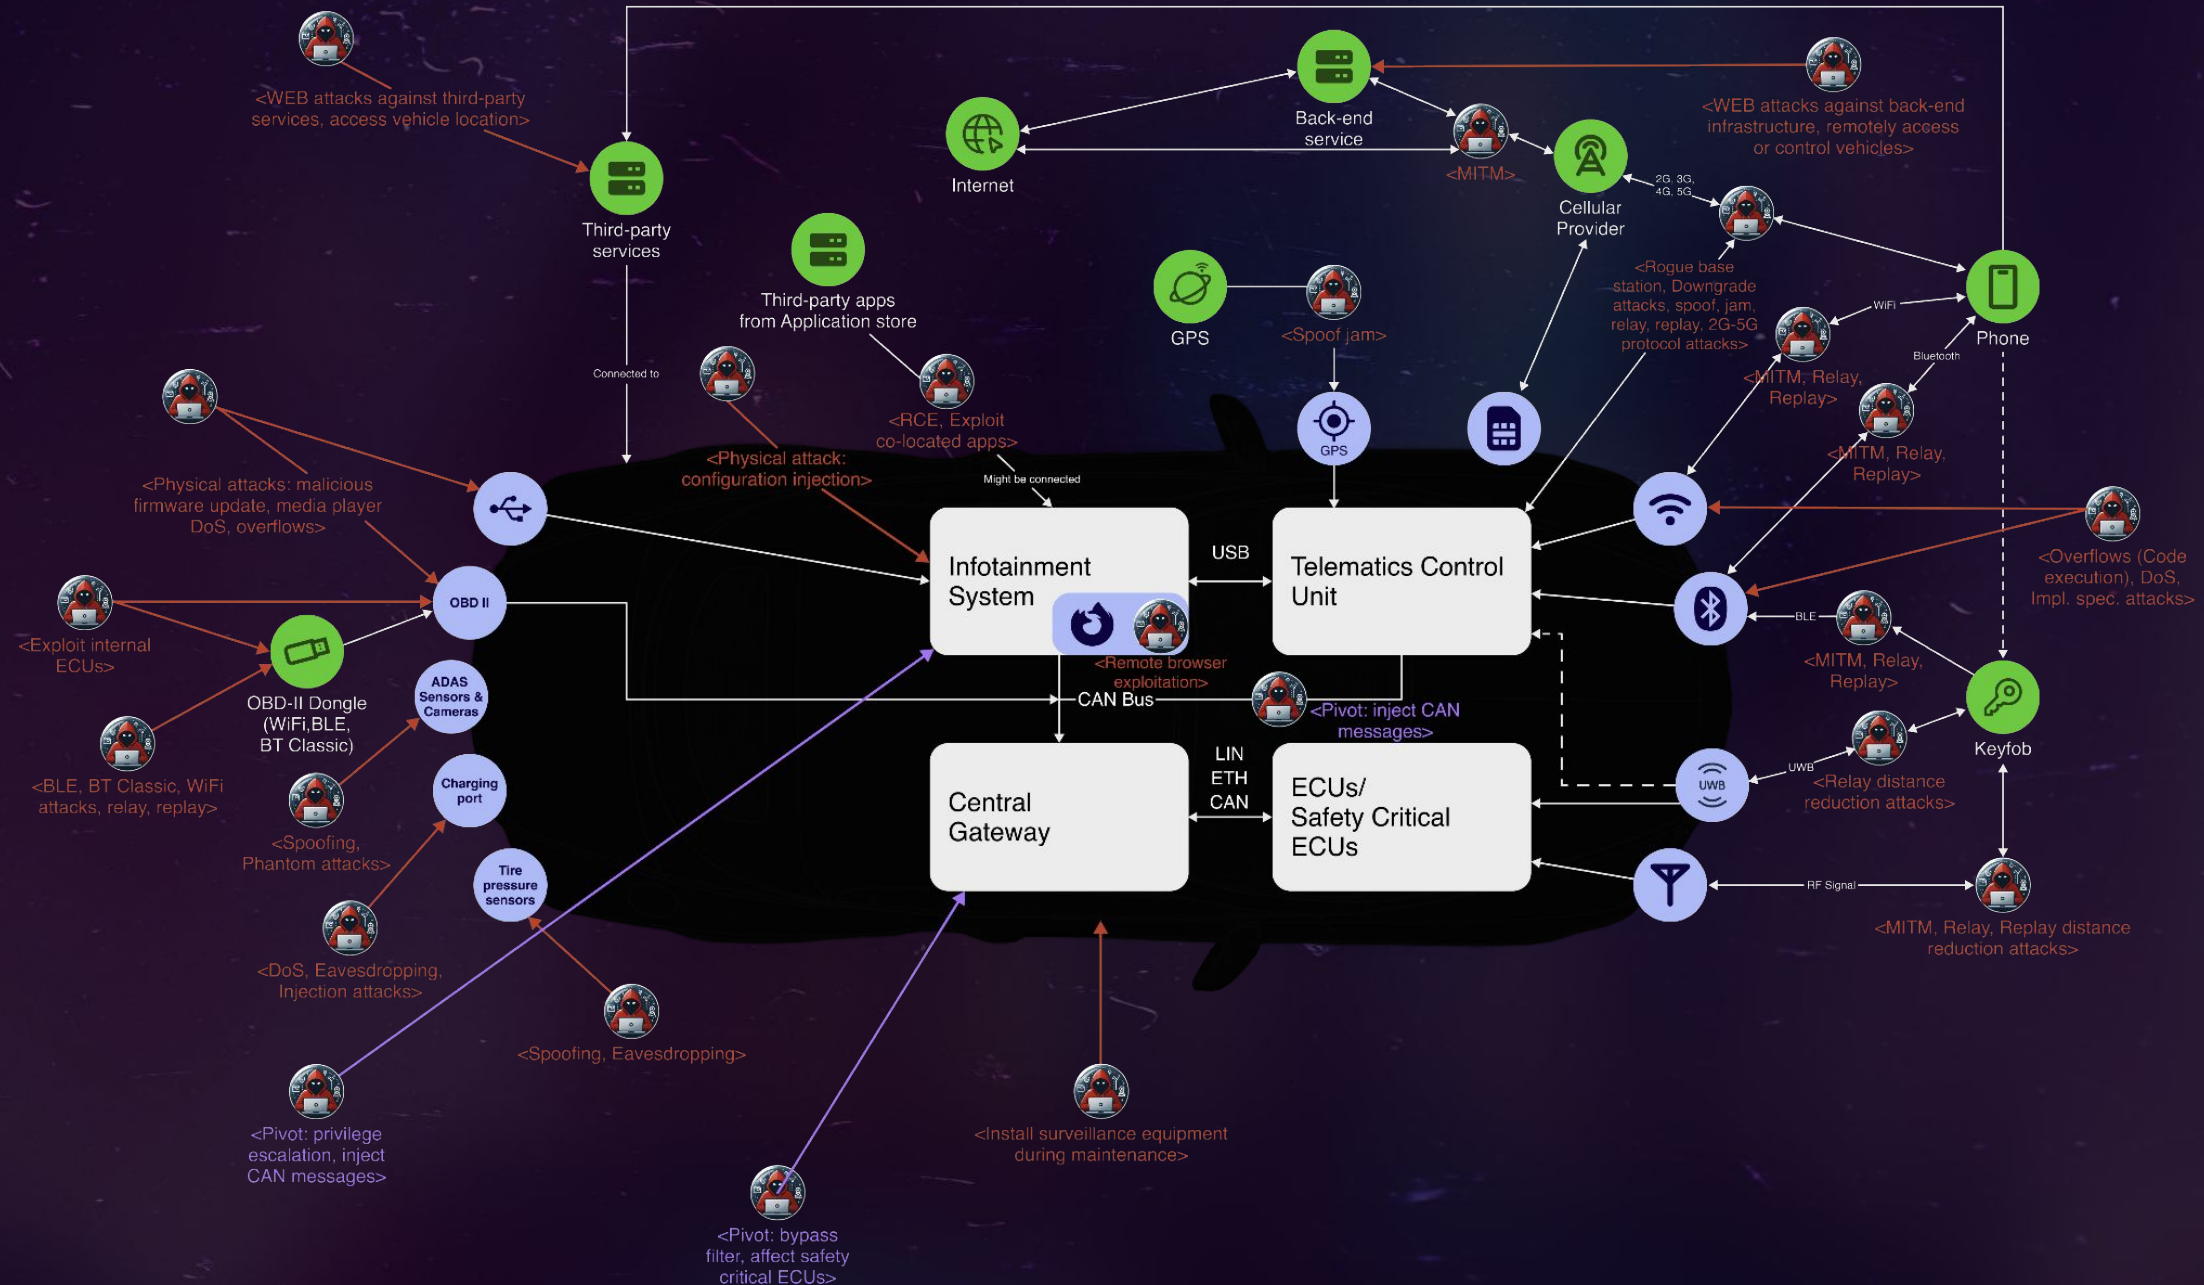 <WEB attacks against third-party
services, access vehicle location>
Third-party
services
Connected to
Third-party apps
from Application store
<RCE, Exploit
co-located apps>
Might be connected
<Physical attack:
configuration injection>
Internet
Back-end
service
<MITM>
Cellular
Provider
2G, 3G,
4G, 5G
<WEB attacks against back-end
infrastructure, remotely access
or control vehicles>
GPS
<Spoof jam>
GPS
<Rogue base
station, Downgrade
attacks, spoof, jam,
relay, replay, 2G-5G
protocol attacks>
WiFi
Phone
Bluetooth
<MITM, Relay,
Replay>
<MITM, Relay,
Replay>
<Physical attacks: malicious
firmware update, media player
DoS, overflows>
<Exploit internal
ECUs>
OBD II
OBD-II Dongle
(WiFi,BLE,
BT Classic)
<BLE, BT Classic, WiFi
attacks, relay, replay>
ADAS
Sensors &
Cameras
<Spoofing,
Phantom attacks>
Charging
port
<DoS, Eavesdropping,
Injection attacks>
Tire
pressure
sensors
<Spoofing, Eavesdropping>
Infotainment
System
USB
Telematics Control
Unit
<Remote browser
exploitation>
CAN Bus
<Pivot: inject CAN
messages>
Central
Gateway
LIN
ETH
CAN
ECUs/
Safety Critical
ECUs
<Overflows (Code
execution), DoS,
Impl. spec. attacks>
BLE
<MITM, Relay,
Replay>
Keyfob
UWB
UWB
<Relay distance
reduction attacks>
RF Signal
<MITM, Relay, Replay distance
reduction attacks>
<Pivot: privilege
escalation, inject
CAN messages>
<Install surveillance equipment
during maintenance>
<Pivot: bypass
filter, affect safety
critical ECUs>